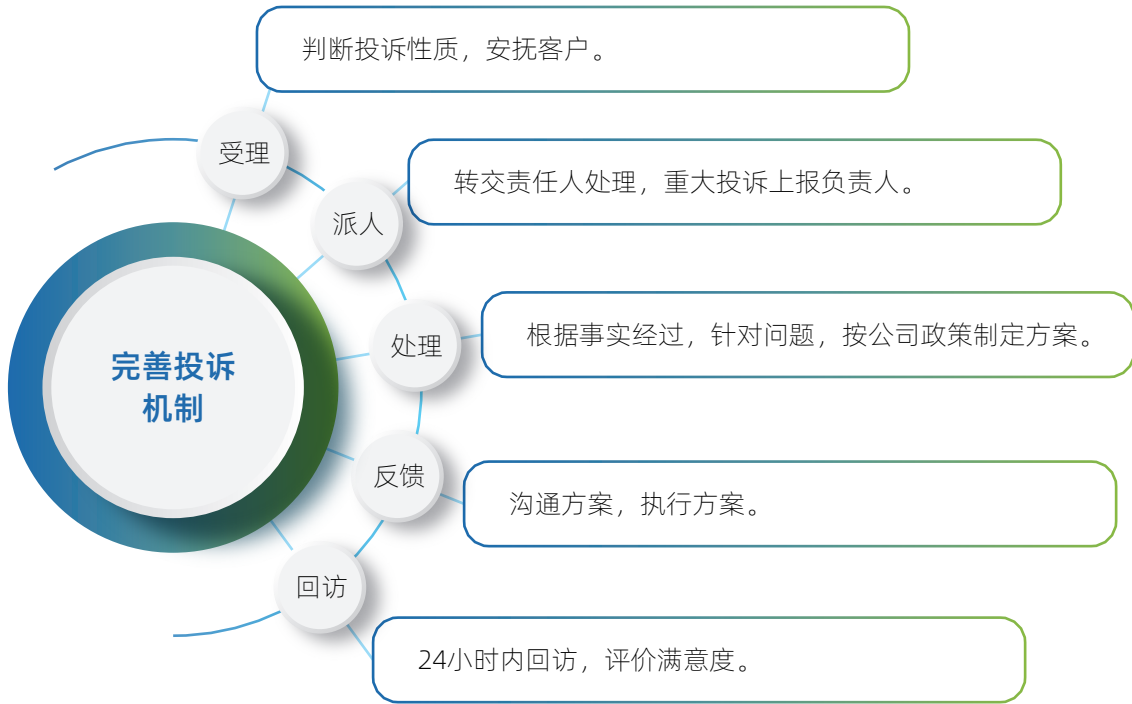 判断投诉性质，安抚客户。
受理
转交责任人处理，重大投诉上报负责人。
派人
根据事实经过，针对问题，按公司政策制定方案。
处理
完善投诉
机制
反馈
沟通方案，执行方案。
回访
24小时内回访，评价满意度。